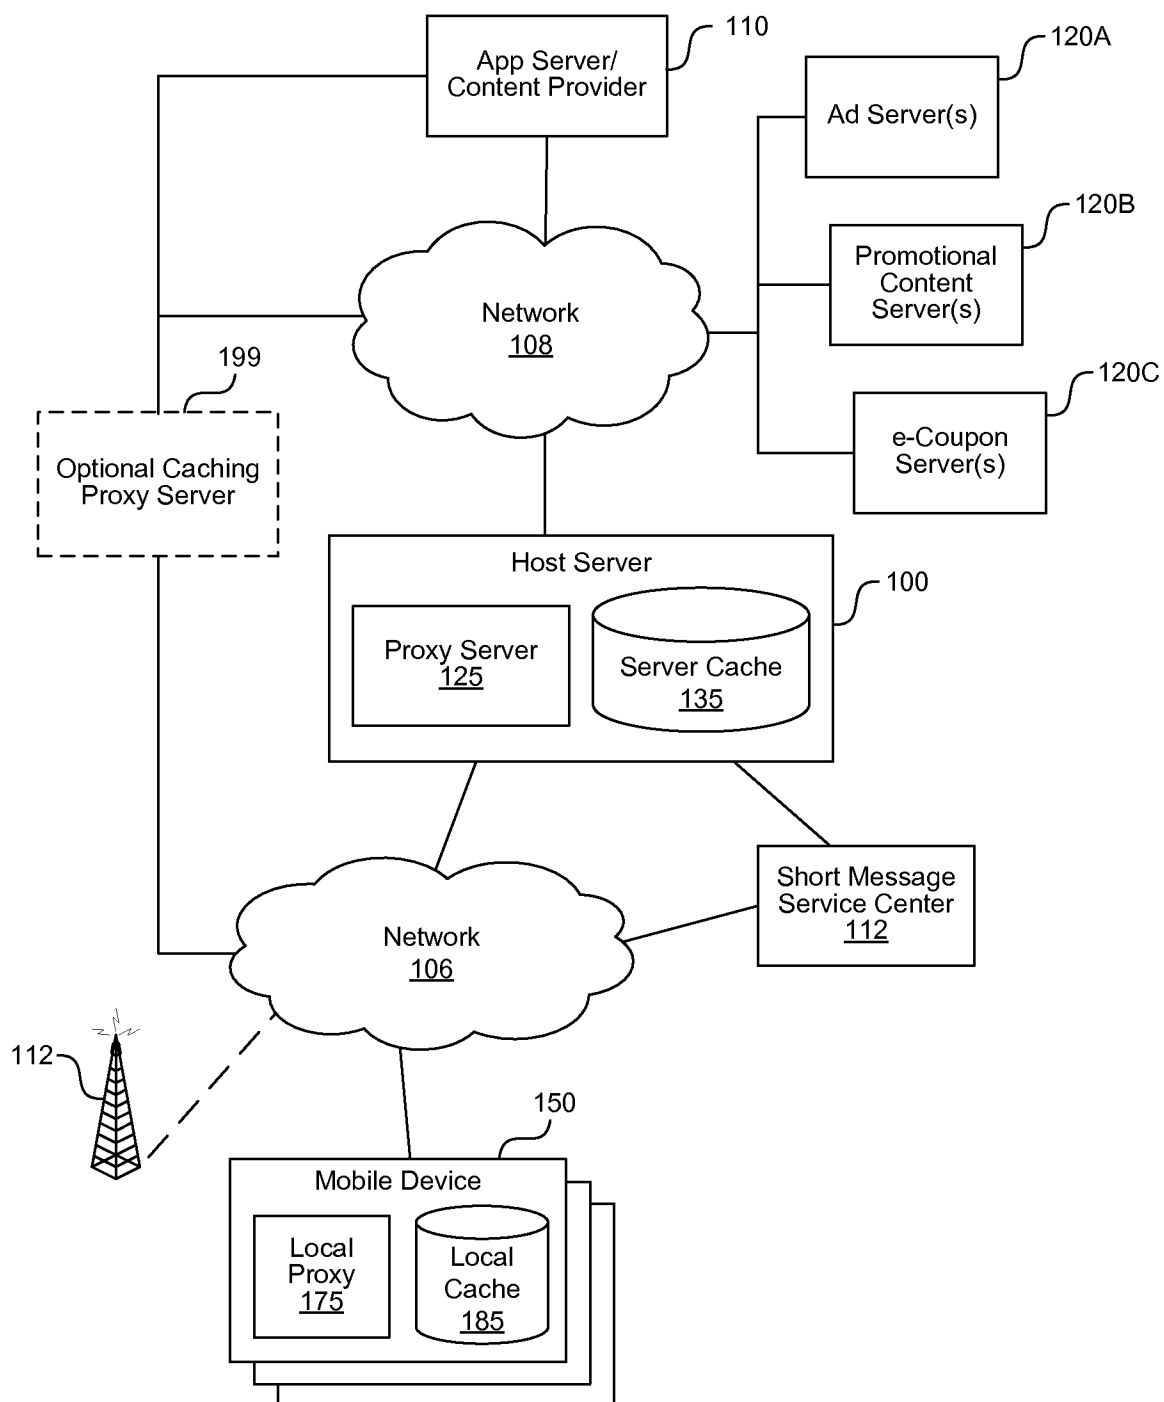 110
App Server/
Content Provider
120A
Ad Server(s)
120B
Promotional
Content
Server(s)
Network
108
199
120C
Optional Caching
Proxy Server
e-Coupon
Server(s)
Host Server
100
Proxy Server
125
Server Cache
135
Short Message
Service Center
112
Network
106
112
150
Mobile Device
Local
Proxy
175
Local
Cache
185